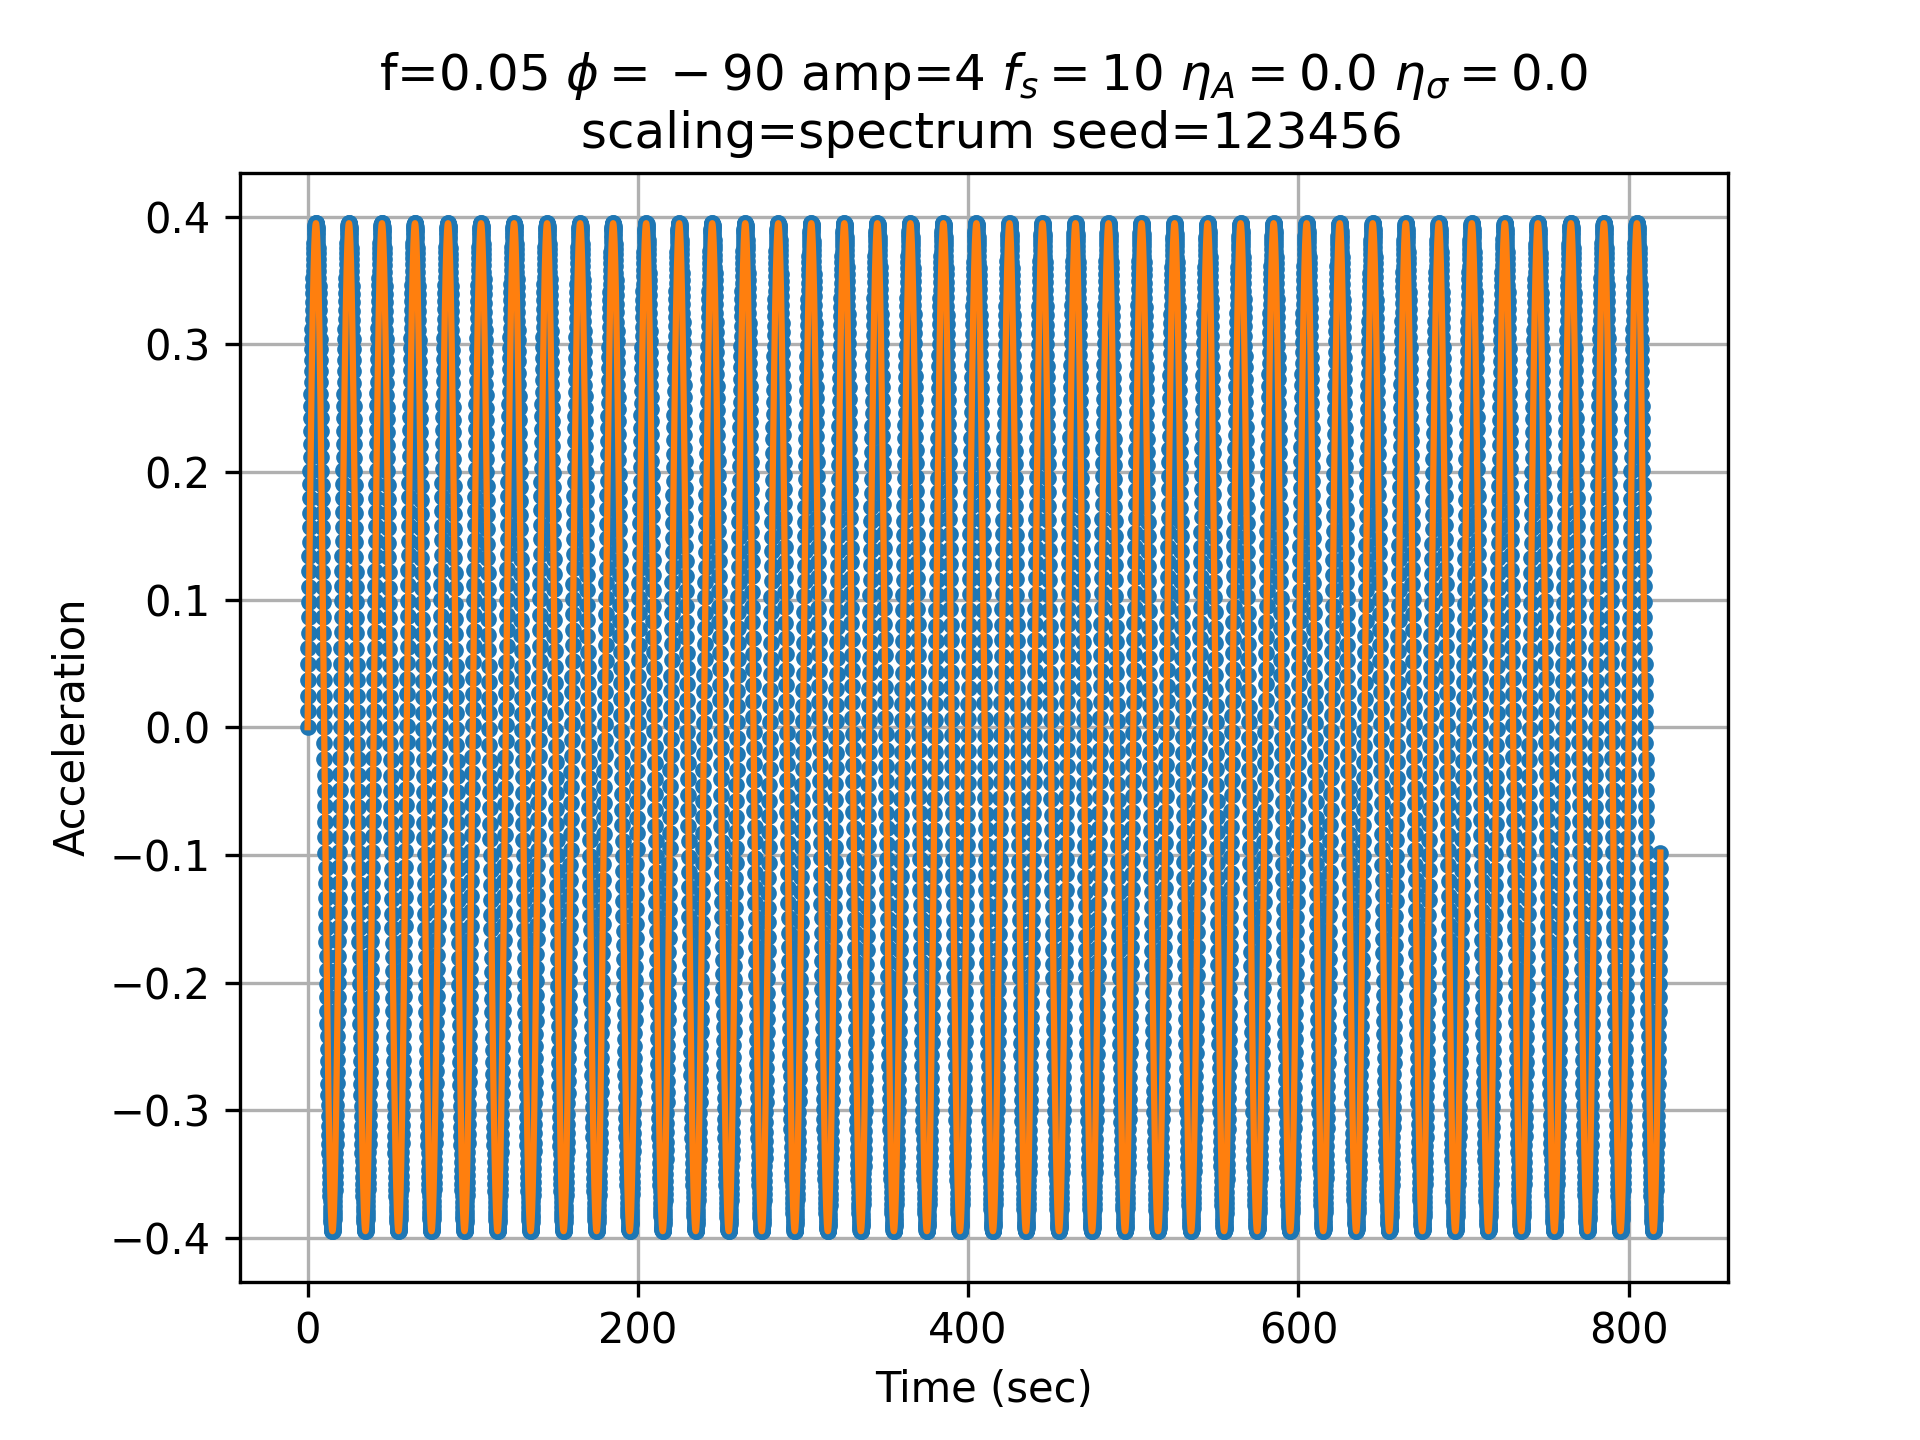 f=0.05 ϕ = −90 amp=4 fₛ = 10 η_A = 0.0 η_σ = 0.0
scaling=spectrum seed=123456
Acceleration
0.4
0.3
0.2
0.1
0.0
−0.1
−0.2
−0.3
−0.4
0 200 400 600 800
Time (sec)